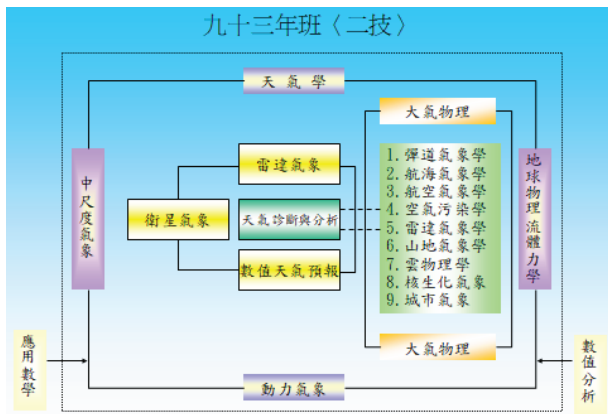 九十三年班〈二技〉
天氣學
大氣物理
中尺度氣象
雷達氣象
衛星氣象
天氣診斷與分析
數值天氣預報
1. 彈道氣象學
2. 航海氣象學
3. 航空氣象學
4. 空氣污染學
5. 雷達氣象學
6. 山地氣象學
7. 雲物理學
8. 核生化氣象
9. 城市氣象
地球物理流體力學
大氣物理
應用數學
動力氣象
數值分析